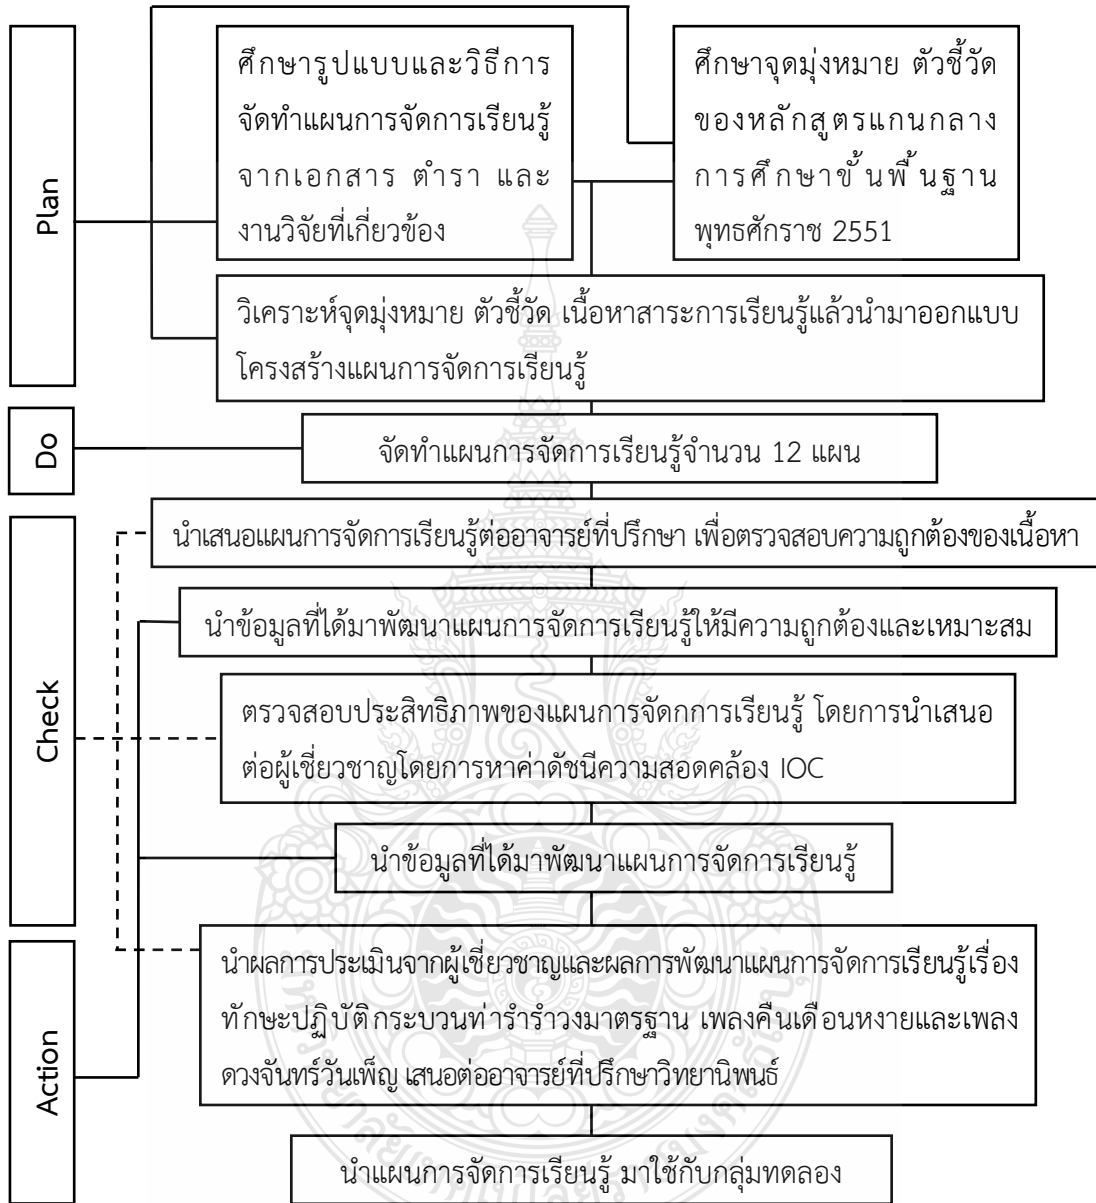 Plan
ศึกษารูปแบบและวิธีการ
จัดทำแผนการจัดการเรียนรู้
จากเอกสาร ตำรา และ
งานวิจัยที่เกี่ยวข้อง
ศึกษาจุดมุ่งหมาย ตัวชี้วัด
ของหลักสูตรแกนกลาง
การศึกษาขั้นพื้นฐาน
พุทธศักราช 2551
วิเคราะห์จุดมุ่งหมาย ตัวชี้วัด เนื้อหาสาระการเรียนรู้แล้วนำมาออกแบบ
โครงสร้างแผนการจัดการเรียนรู้
Do
จัดทำแผนการจัดการเรียนรู้จำนวน 12 แผน
Check
นำเสนอแผนการจัดการเรียนรู้ต่ออาจารย์ที่ปรึกษา เพื่อตรวจสอบความถูกต้องของเนื้อหา
นำข้อมูลที่ได้มาพัฒนาแผนการจัดการเรียนรู้ให้มีความถูกต้องและเหมาะสม
ตรวจสอบประสิทธิภาพของแผนการจัดกการเรียนรู้ โดยการนำเสนอ
ต่อผู้เชี่ยวชาญโดยการหาค่าดัชนีความสอดคล้อง IOC
นำข้อมูลที่ได้มาพัฒนาแผนการจัดการเรียนรู้
Action
นำผลการประเมินจากผู้เชี่ยวชาญและผลการพัฒนาแผนการจัดการเรียนรู้เรื่อง
ทักษะปฏิบัติกระบวนท่ารำรำวงมาตรฐาน เพลงคืนเดือนหงายและเพลง
ดวงจันทร์วันเพ็ญ เสนอต่ออาจารย์ที่ปรึกษาวิทยานิพนธ์
นำแผนการจัดการเรียนรู้ มาใช้กับกลุ่มทดลอง